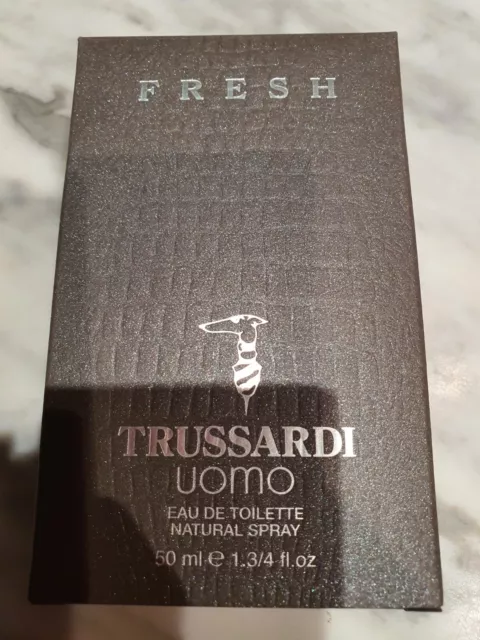 FRESH
TRUSSARDI
uomo
EAU DE TOILETTE
NATURAL SPRAY
50 ml e 1.3/4 fl.oz